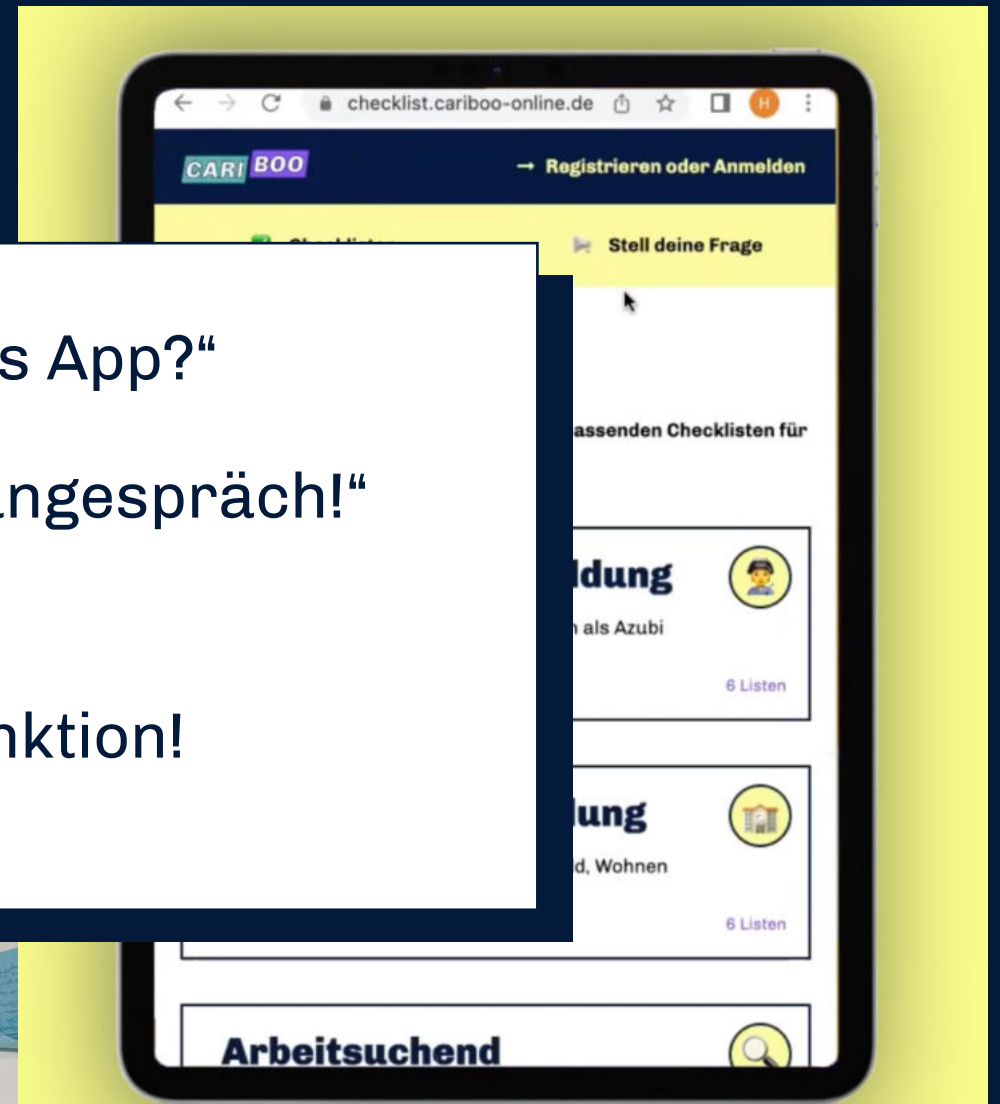 checklist.cariboo-online.de
H
CARI BOO
→ Registrieren oder Anmelden
Stell deine Frage
s App?“
ngespräch!“
nktion!
assenden Checklisten für
ldung
als Azubi
6 Listen
lung
d, Wohnen
6 Listen
Arbeitsuchend